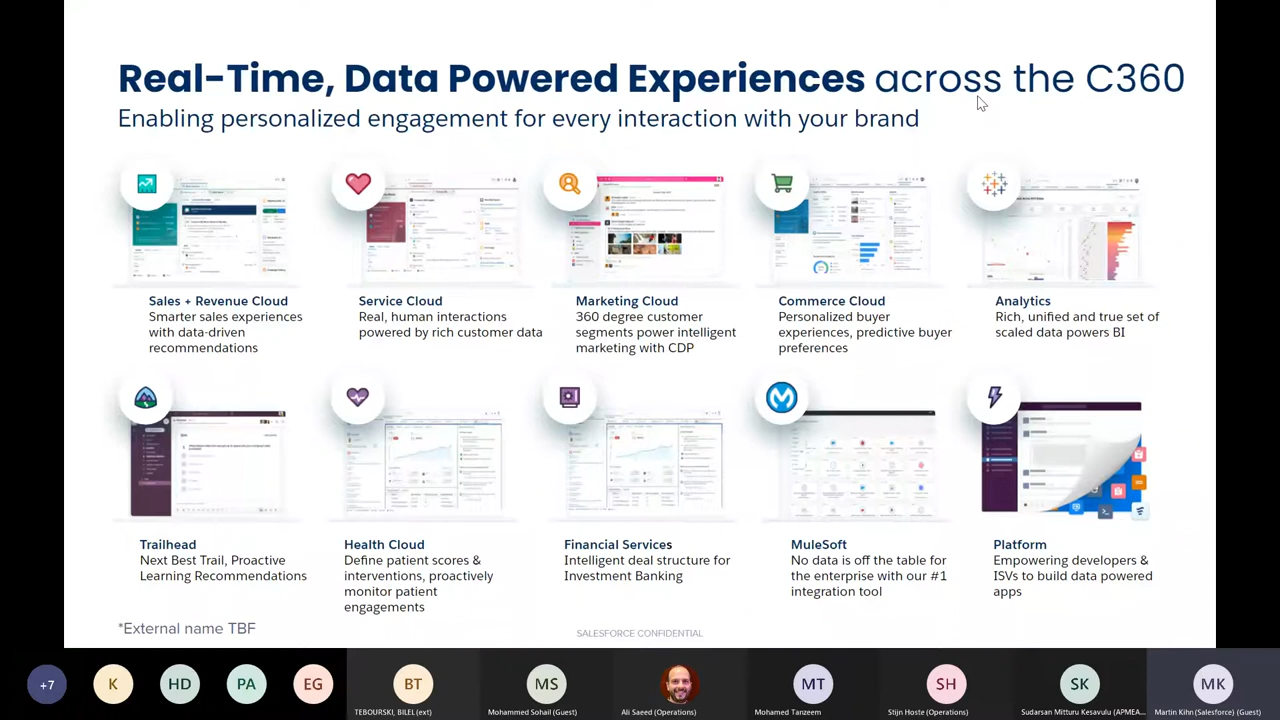 Real-Time, Data Powered Experiences across the C360
Enabling personalized engagement for every interaction with your brand
Sales + Revenue Cloud
Smarter sales experiences
with data-driven
recommendations
Service Cloud
Real, human interactions
powered by rich customer data
Marketing Cloud
360 degree customer
segments power intelligent
marketing with CDP
Commerce Cloud
Personalized buyer
experiences, predictive buyer
preferences
Analytics
Rich, unified and true set of
scaled data powers BI
Trailhead
Next Best Trail, Proactive
Learning Recommendations
Health Cloud
Define patient scores &
interventions, proactively
monitor patient
engagements
Financial Services
Intelligent deal structure for
Investment Banking
MuleSoft
No data is off the table for
the enterprise with our #1
integration tool
Platform
Empowering developers &
ISVs to build data powered
apps
*External name TBF
SALESFORCE CONFIDENTIAL
+7
K
HD
PA
EG
BT
MS
MT
SH
SK
MK
TEBOURSKI, BILEL (ext)
Mohammed Sohail (Guest)
Ali Saeed (Operations)
Mohamed Tanzeem
Stijn Hoste (Operations)
Sudarsan Mitturu Kesavulu (APMEA...
Martin Kihn (Salesforce) (Guest)